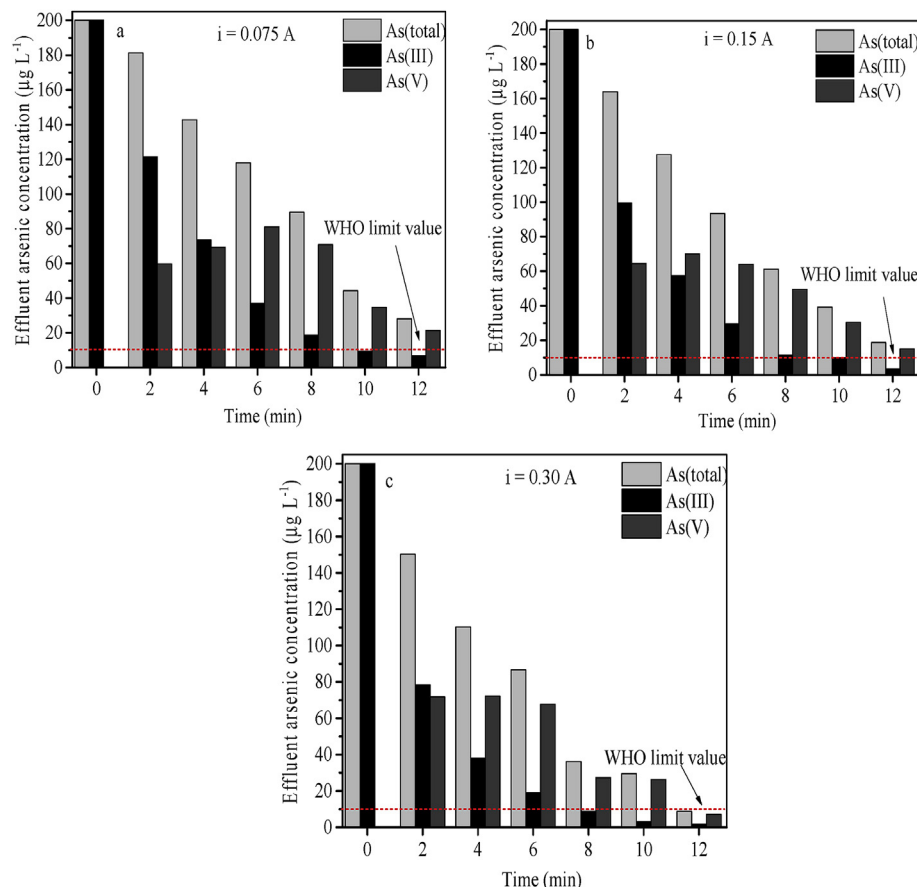 a
i = 0.075 A
As(total)
As(III)
As(V)
WHO limit value
Effluent arsenic concentration (µg L⁻¹)
200
180
160
140
120
100
80
60
40
20
0
0 2 4 6 8 10 12
Time (min)
b
i = 0.15 A
As(total)
As(III)
As(V)
WHO limit value
Effluent arsenic concentration (µg L⁻¹)
200
180
160
140
120
100
80
60
40
20
0
0 2 4 6 8 10 12
Time (min)
c
i = 0.30 A
As(total)
As(III)
As(V)
WHO limit value
Effluent arsenic concentration (µg L⁻¹)
200
180
160
140
120
100
80
60
40
20
0
0 2 4 6 8 10 12
Time (min)